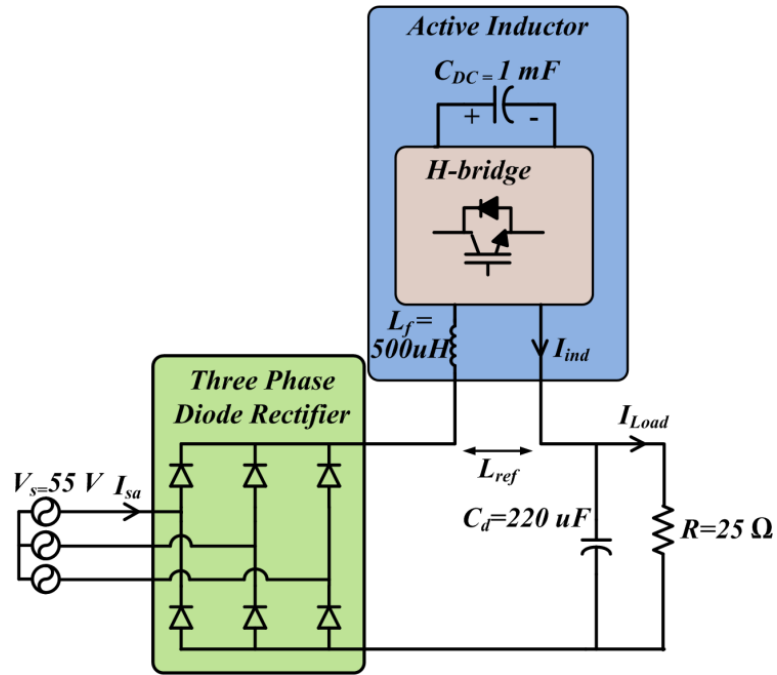 Active Inductor
C_DC = 1 mF
+ -
H-bridge
L_f=
500uH
I_ind
Three Phase
Diode Rectifier
I_Load
L_ref
V_s=55 V I_sa
C_d=220 uF
R=25 Ω